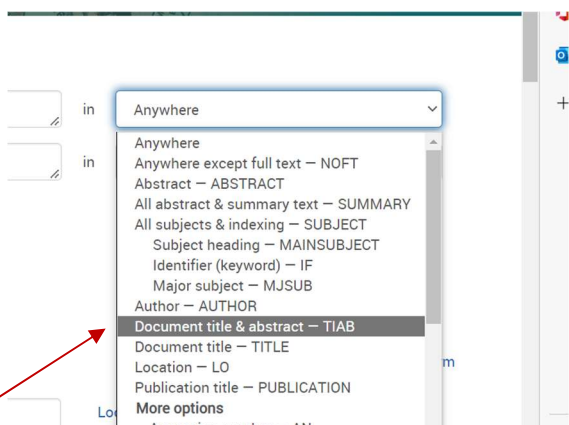 in
Anywhere
Anywhere
Anywhere except full text — NOFT
in
Abstract — ABSTRACT
All abstract & summary text — SUMMARY
All subjects & indexing — SUBJECT
Subject heading — MAINSUBJECT
Identifier (keyword) — IF
Major subject — MJSUB
Author — AUTHOR
Document title & abstract — TIAB
Document title — TITLE
Location — LO
Publication title — PUBLICATION
More options